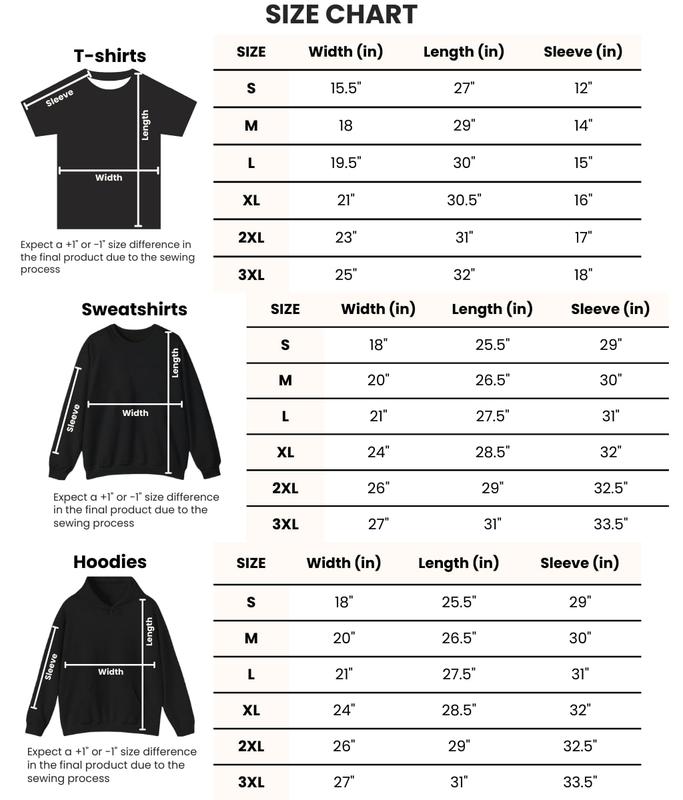 SIZE CHART
T-shirts
Sleeve
Length
Width
Expect a +1" or -1" size difference in
the final product due to the sewing
process
SIZE Width (in) Length (in) Sleeve (in)
S 15.5" 27" 12"
M 18 29" 14"
L 19.5" 30" 15"
XL 21" 30.5" 16"
2XL 23" 31" 17"
3XL 25" 32" 18"
Sweatshirts
Length
Width
Sleeve
Expect a +1" or -1" size difference
in the final product due to the
sewing process
SIZE Width (in) Length (in) Sleeve (in)
S 18" 25.5" 29"
M 20" 26.5" 30"
L 21" 27.5" 31"
XL 24" 28.5" 32"
2XL 26" 29" 32.5"
3XL 27" 31" 33.5"
Hoodies
Length
Sleeve
Width
Expect a +1" or -1" size difference
in the final product due to the
sewing process
SIZE Width (in) Length (in) Sleeve (in)
S 18" 25.5" 29"
M 20" 26.5" 30"
L 21" 27.5" 31"
XL 24" 28.5" 32"
2XL 26" 29" 32.5"
3XL 27" 31" 33.5"